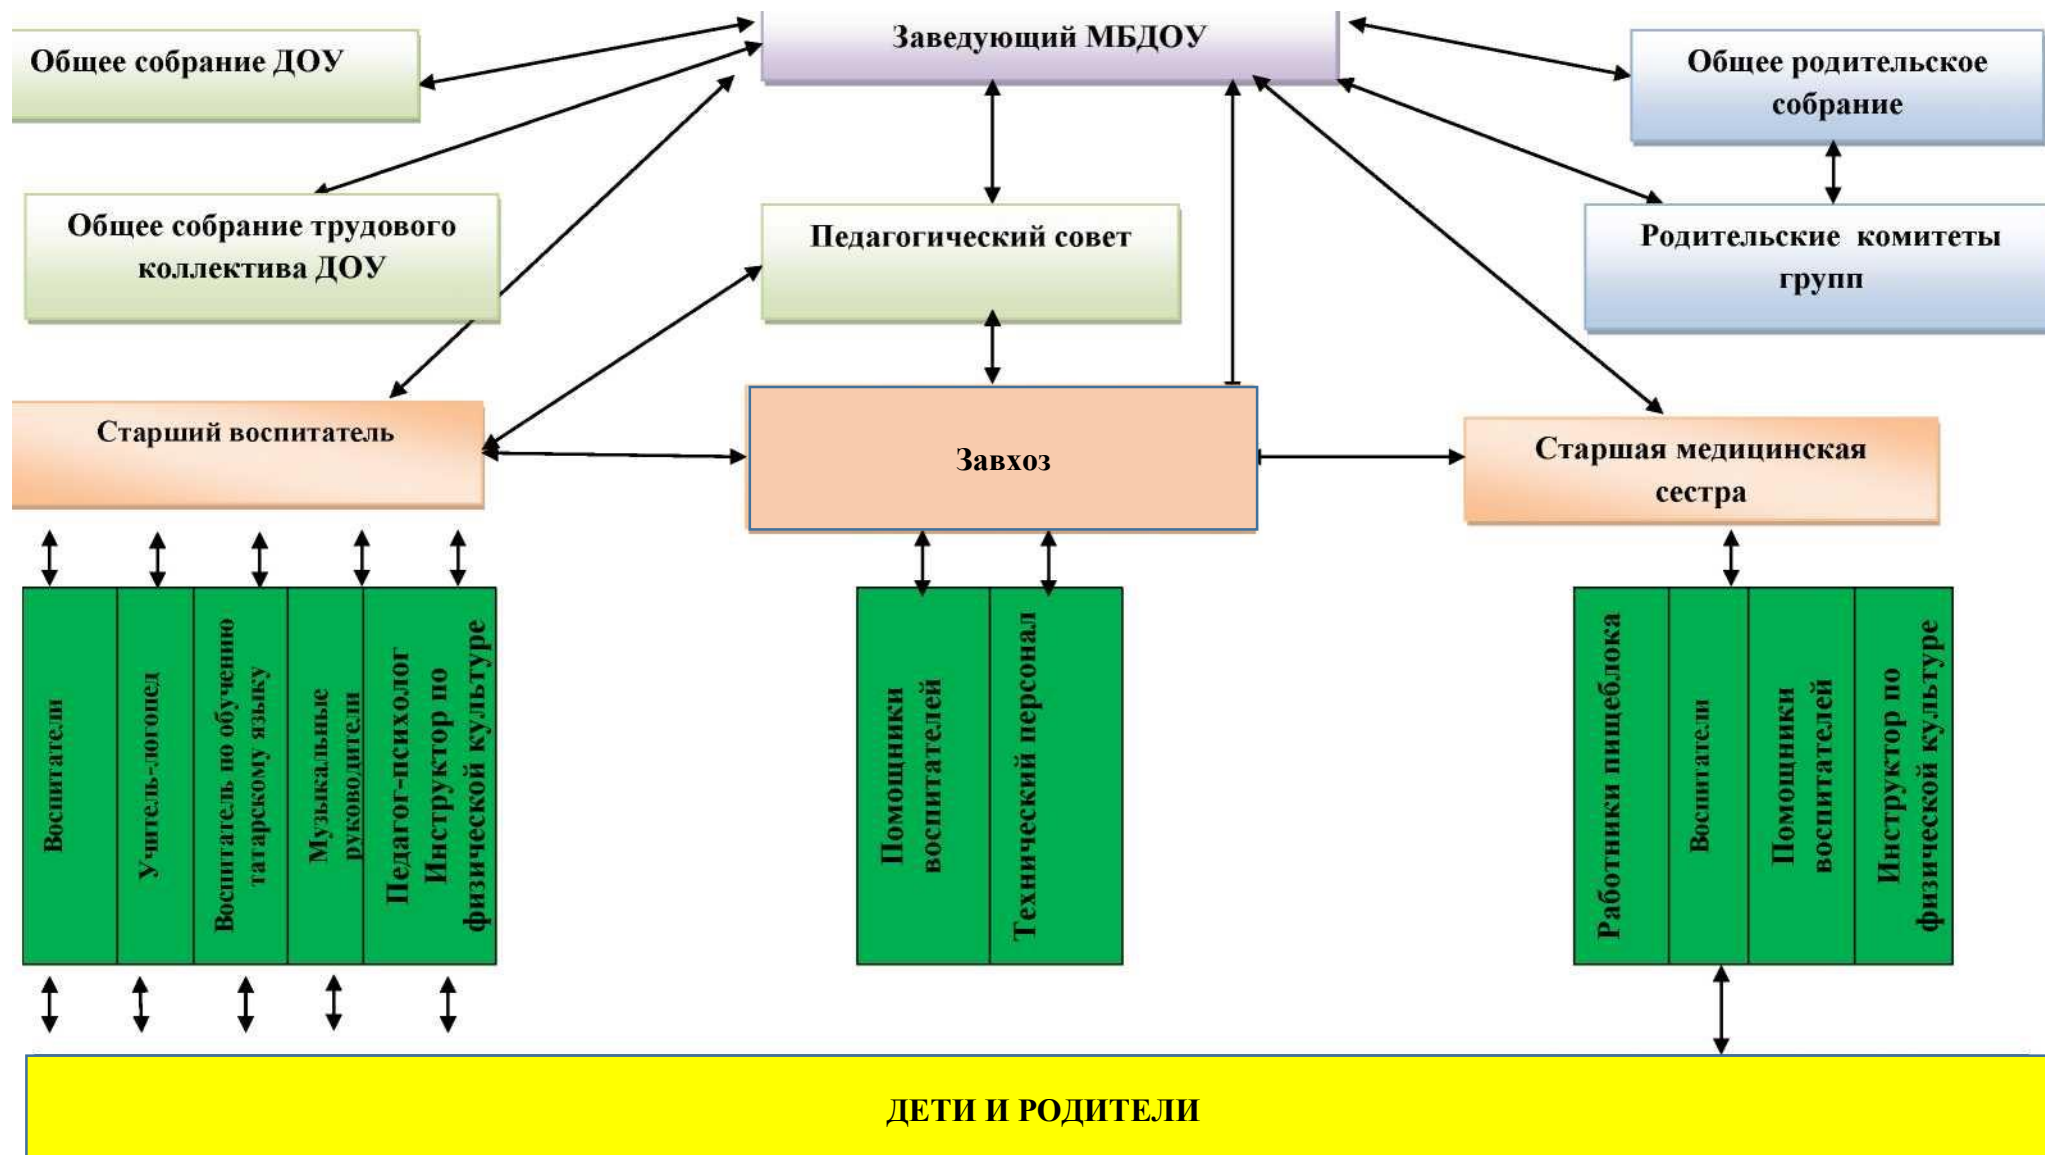 Заведующий МБДОУ
Общее собрание ДОУ
Общее родительское
собрание
Общее собрание трудового
коллектива ДОУ
Педагогический совет
Родительские комитеты
групп
Старший воспитатель
Завхоз
Старшая медицинская
сестра
Воспитатели
Учитель-логопед
Воспитатель по обучению
татарскому языку
Музыкальные
руководители
Педагог-психолог
Инструктор по
физической культуре
Помощники
воспитателей
Технический персонал
Работники пищеблока
Воспитатели
Помощники
воспитателей
Инструктор по
физической культуре
ДЕТИ И РОДИТЕЛИ